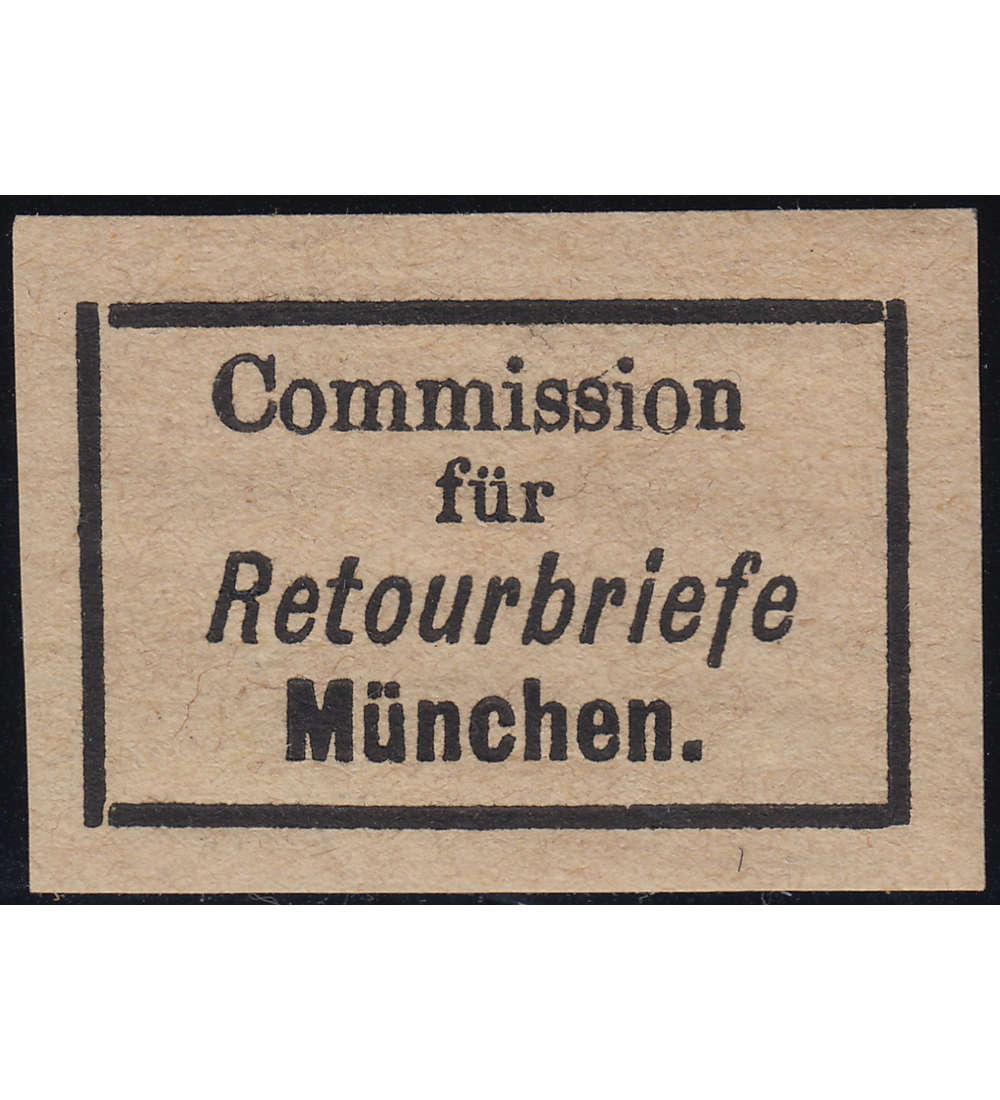 Commission
für
Retourbriefe
München.